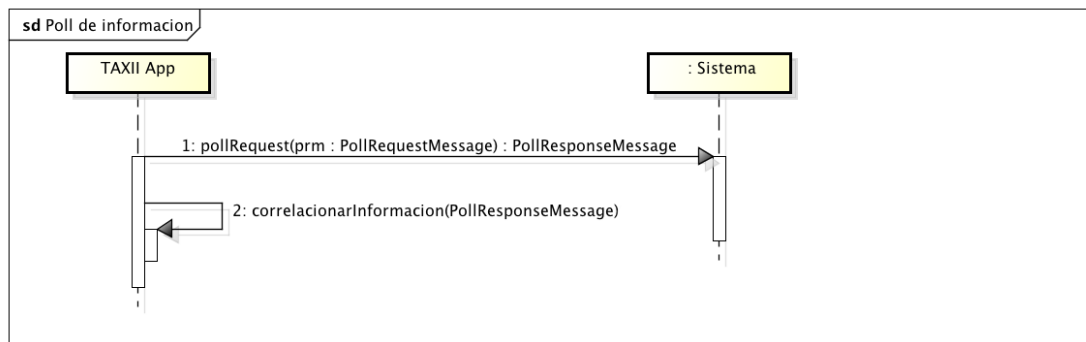 sd Poll de informacion
TAXII App
: Sistema
1: pollRequest(prm : PollRequestMessage) : PollResponseMessage
2: correlacionarInformacion(PollResponseMessage)